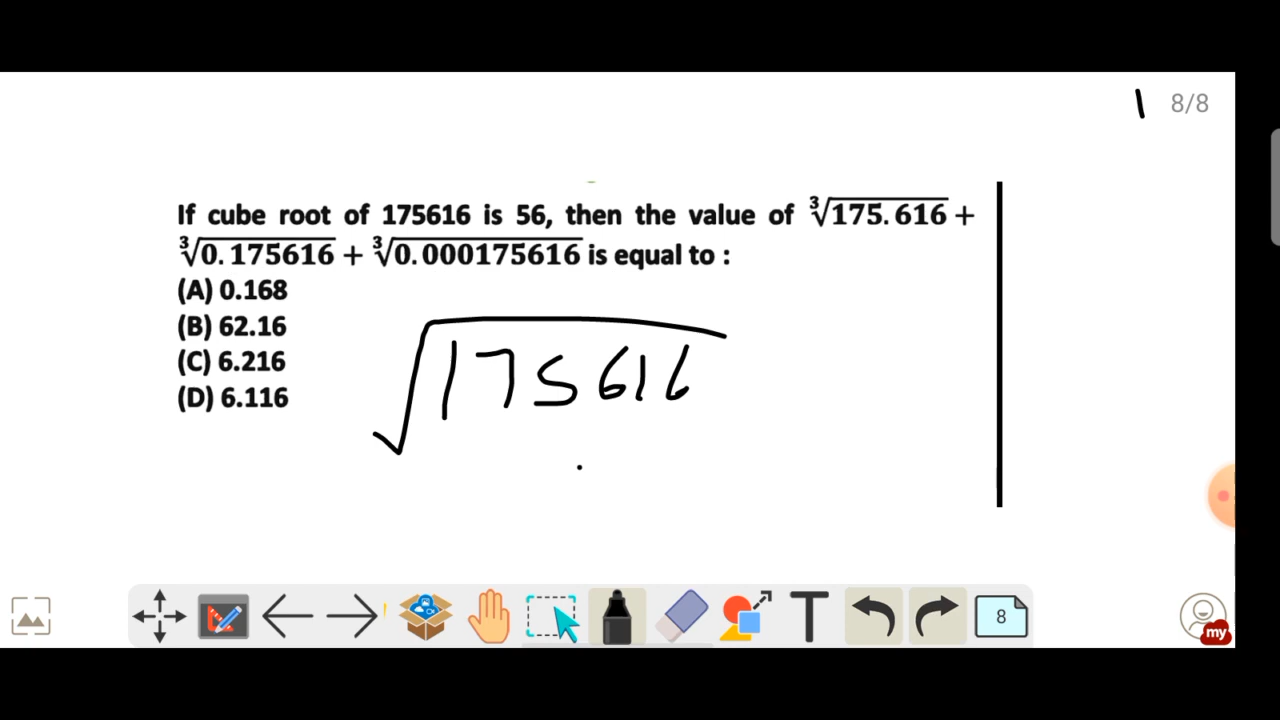 1 8/8
If cube root of 175616 is 56, then the value of ∛175.616 +
∛0.175616 + ∛0.000175616 is equal to :
(A) 0.168
(B) 62.16
(C) 6.216
(D) 6.116
√175616
T
8
my